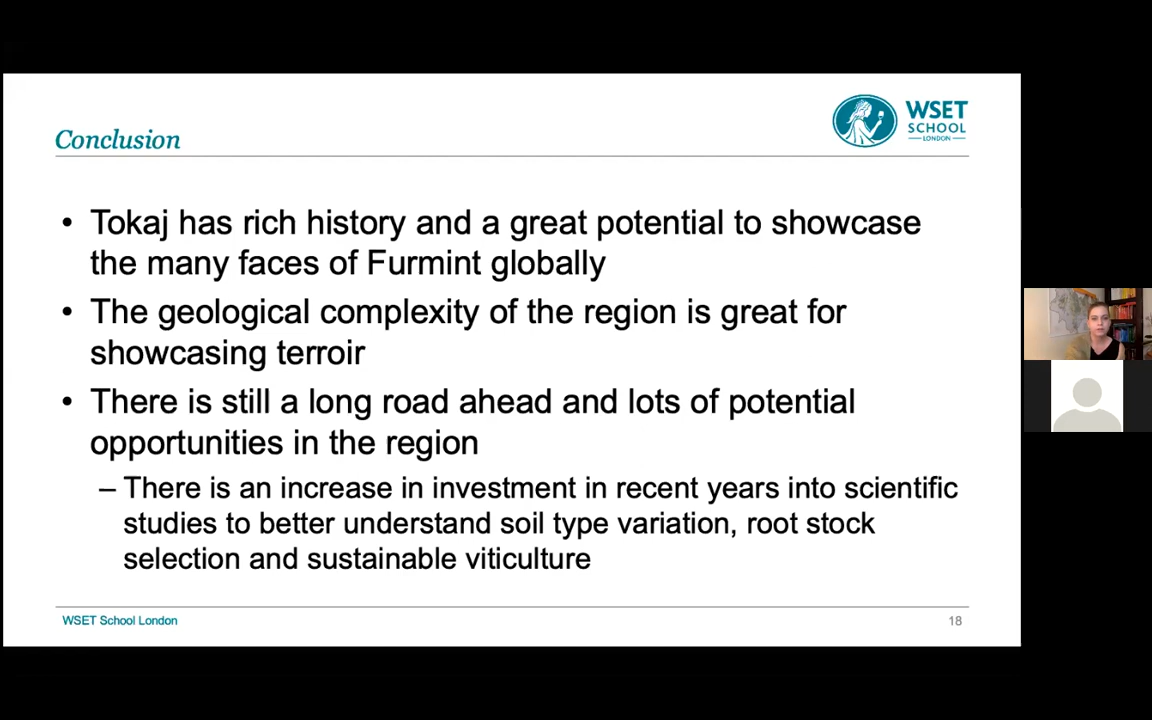 Conclusion
WSET
SCHOOL
LONDON
• Tokaj has rich history and a great potential to showcase
the many faces of Furmint globally
• The geological complexity of the region is great for
showcasing terroir
• There is still a long road ahead and lots of potential
opportunities in the region
– There is an increase in investment in recent years into scientific
studies to better understand soil type variation, root stock
selection and sustainable viticulture
WSET School London
18